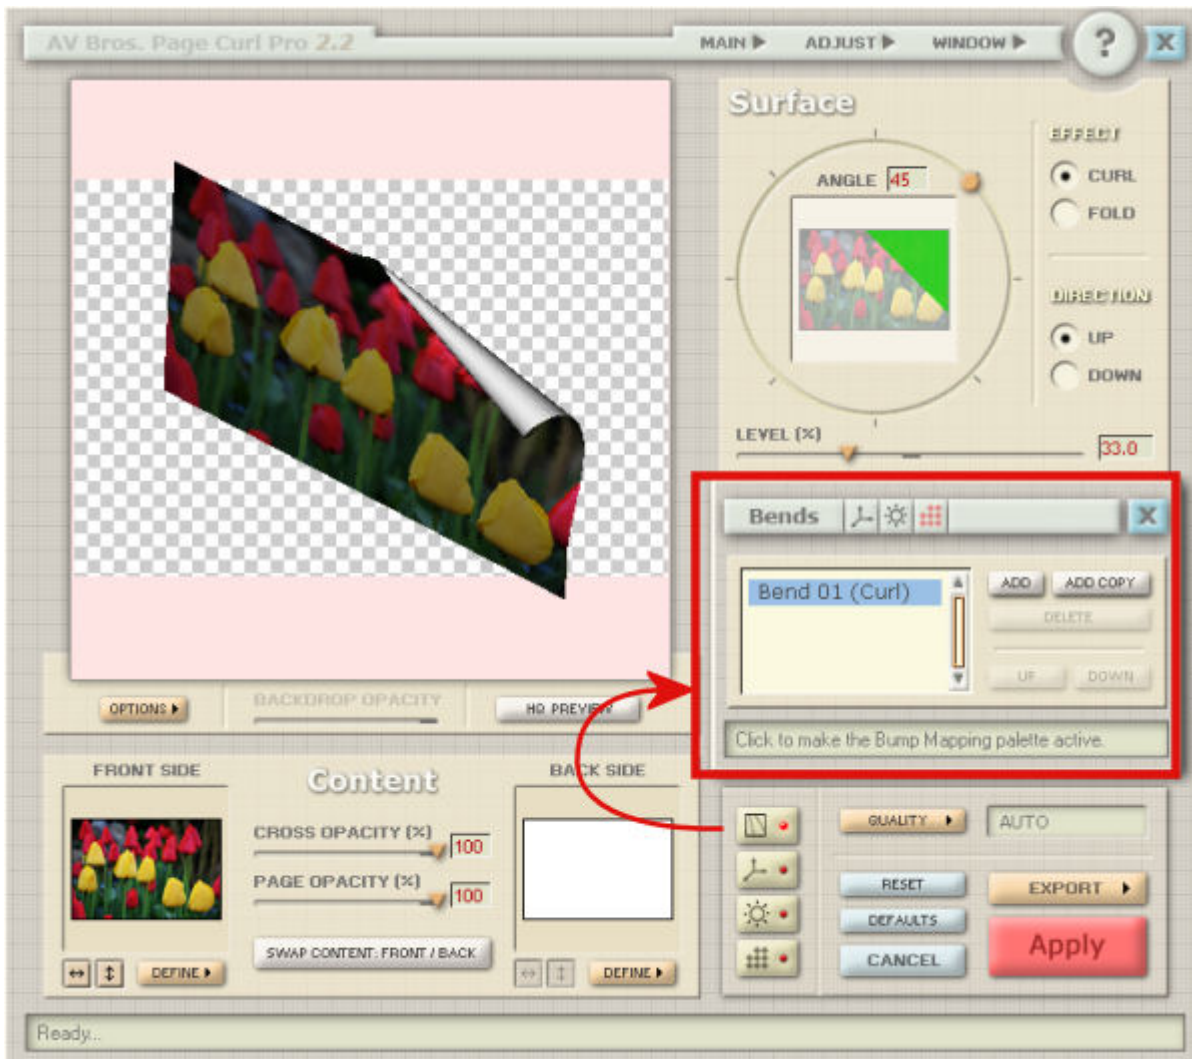 AV Bros. Page Curl Pro 2.2
MAIN
ADJUST
WINDOW
?
X
Surface
ANGLE 45
EFFECT
CURL
FOLD
DIRECTION
UP
DOWN
LEVEL (%)
33.0
Bends
X
Bend 01 (Curl)
ADD
ADD COPY
DELETE
UP
DOWN
Click to make the Bump Mapping palette active.
OPTIONS
BACKDROP OPACITY
HQ PREVIEW
FRONT SIDE
Content
BACK SIDE
CROSS OPACITY (%)
100
PAGE OPACITY (%)
100
SWAP CONTENT: FRONT / BACK
DEFINE
DEFINE
QUALITY
AUTO
RESET
DEFAULTS
CANCEL
EXPORT
Apply
Ready...